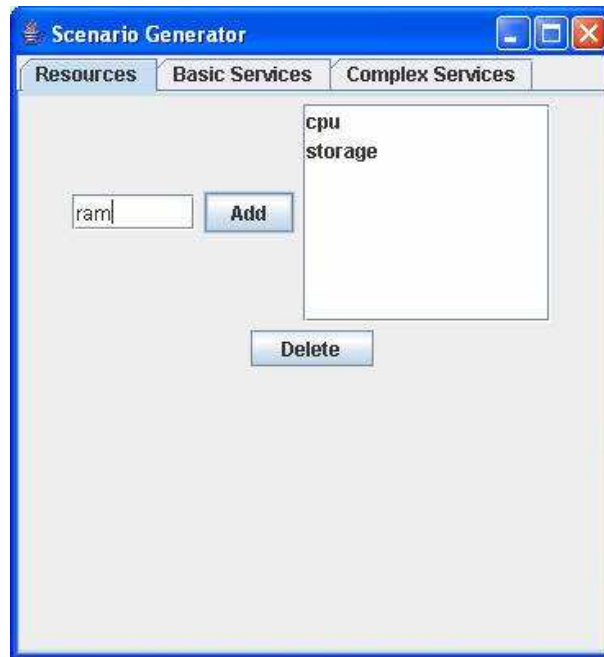 Scenario Generator
Resources Basic Services Complex Services
cpu
storage
ram Add
Delete